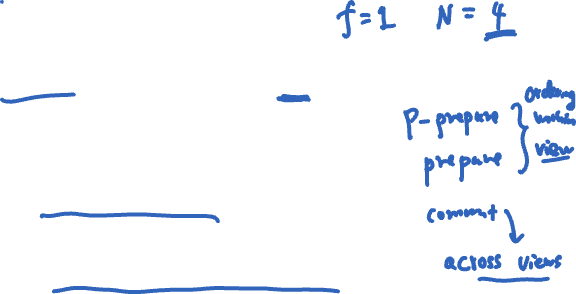 f=1 N=4
P-prepare
prepare
ordering
within
view
commit
across views